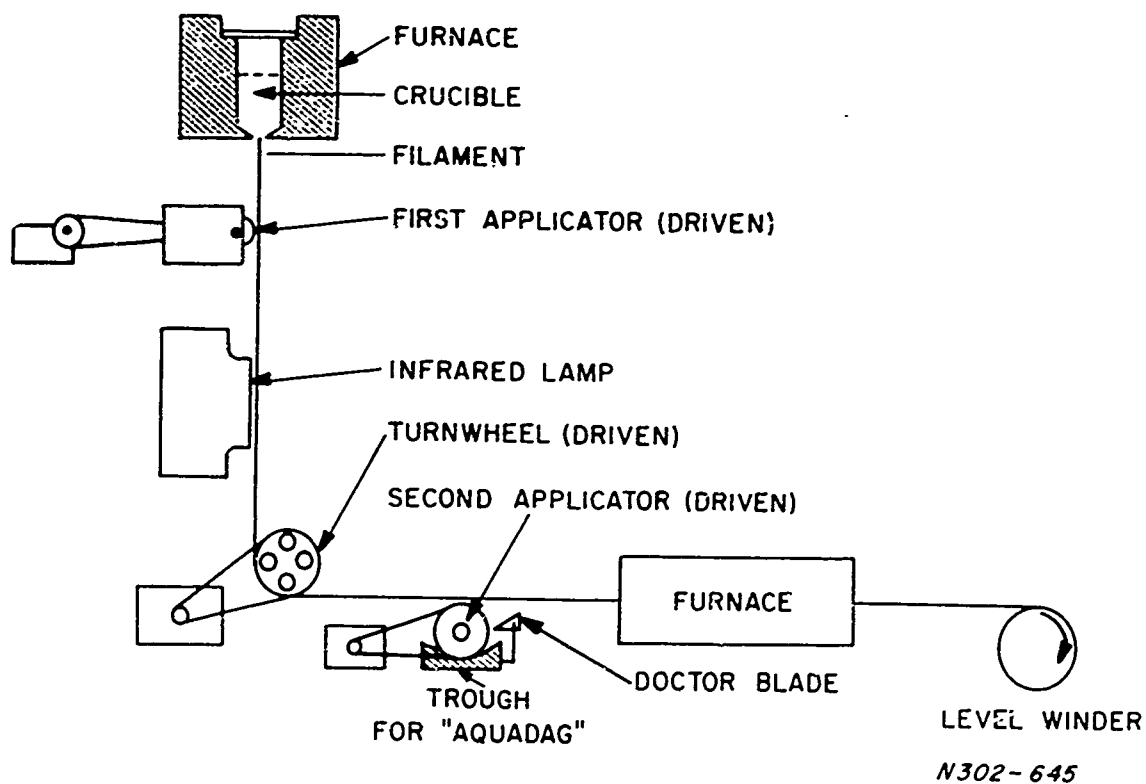 FURNACE
CRUCIBLE
FILAMENT
FIRST APPLICATOR (DRIVEN)
INFRARED LAMP
TURNWHEEL (DRIVEN)
SECOND APPLICATOR (DRIVEN)
FURNACE
DOCTOR BLADE
TROUGH
FOR "AQUADAG"
LEVEL WINDER
N302-645